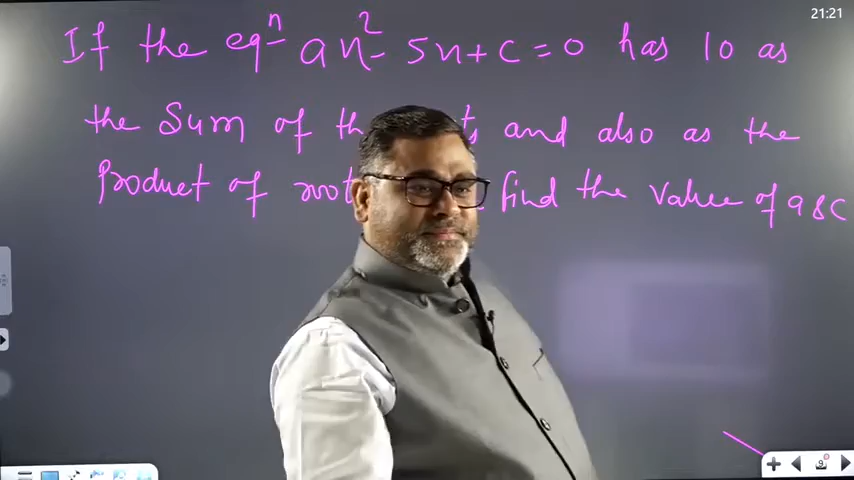 21:21
If the eqn ax2 - 5x + c = 0 has 10 as
the Sum of and also as the
Product of find the value of a & c
9